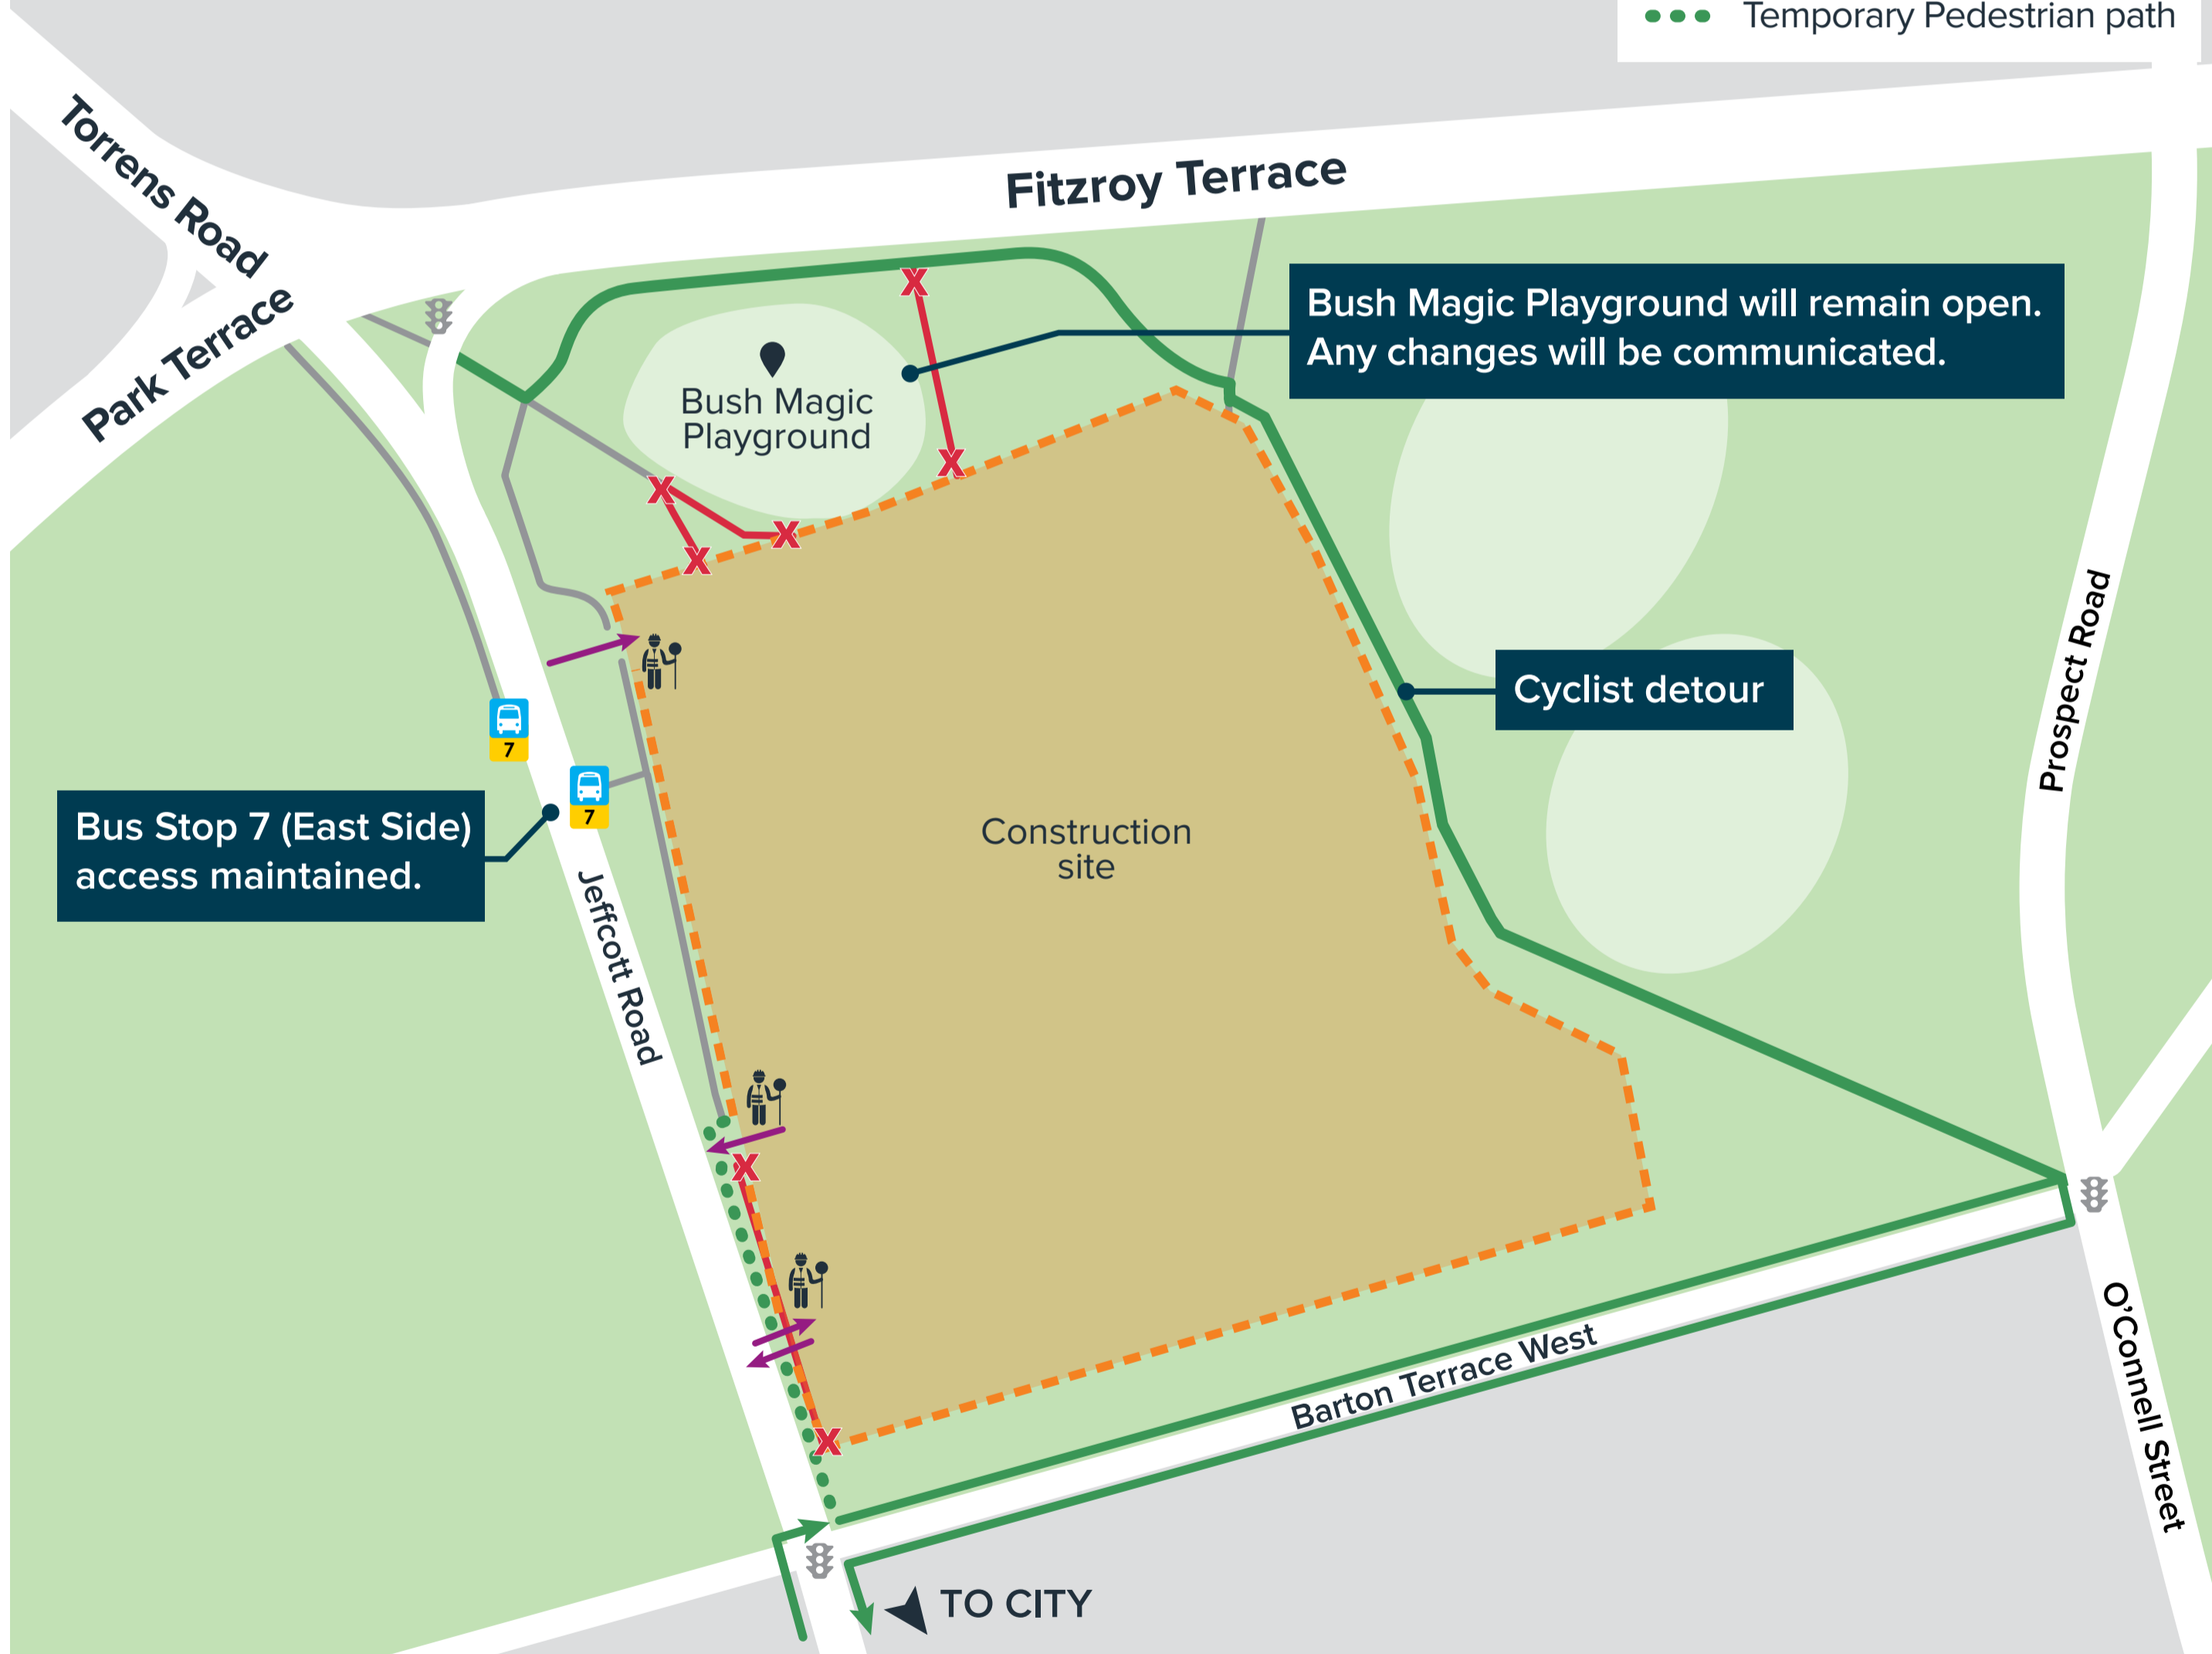 Temporary Pedestrian path
Torrens Road
Fitzroy Terrace
Park Terrace
Bush Magic Playground will remain open.
Any changes will be communicated.
Bush Magic
Playground
X
X
X
X
X
Prospect Road
Cyclist detour
7
7
Bus Stop 7 (East Side)
access maintained.
Construction
site
Jeffcott Road
X
X
Barton Terrace West
O'Connell Street
TO CITY